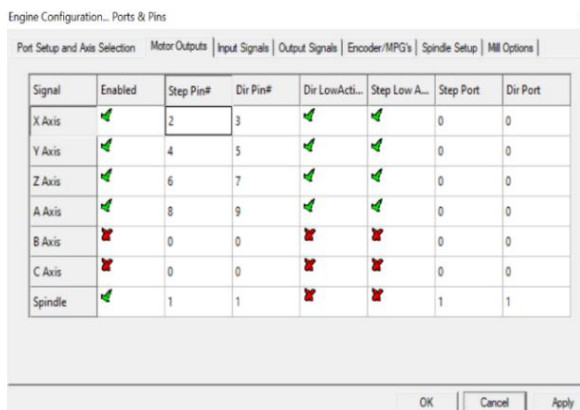 Engine Configuration... Ports & Pins
Port Setup and Axis Selection Motor Outputs Input Signals Output Signals Encoder/MPG's Spindle Setup Mill Options
Signal Enabled Step Pin# Dir Pin# Dir LowActi... Step Low A... Step Port Dir Port
X Axis 2 3 0 0
Y Axis 4 5 0 0
Z Axis 6 7 0 0
A Axis 8 9 0 0
B Axis 0 0 0 0
C Axis 0 0 0 0
Spindle 1 1 1 1
OK Cancel Apply